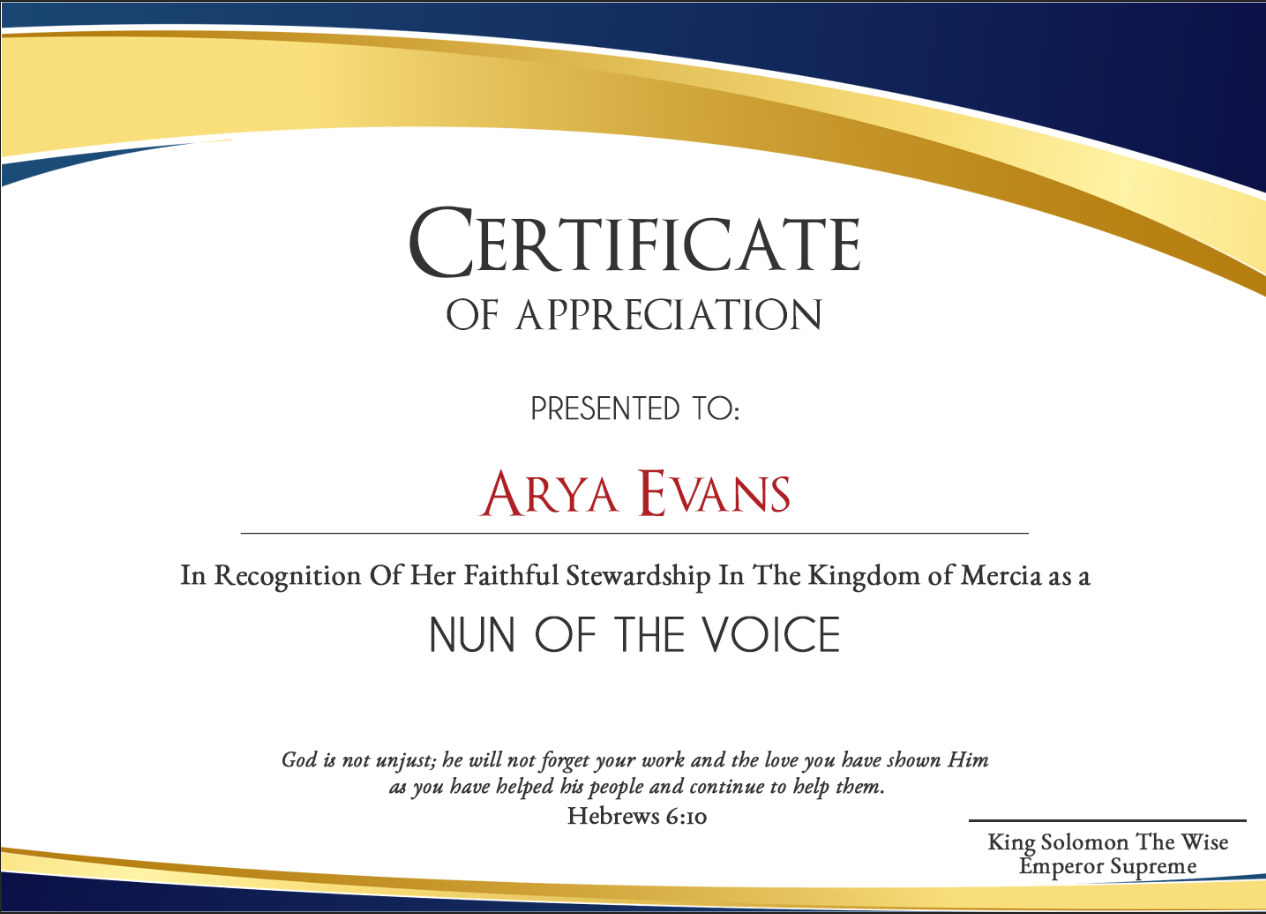 Certificate
OF APPRECIATION
PRESENTED TO:
Arya Evans
In Recognition Of Her Faithful Stewardship In The Kingdom of Mercia as a
NUN OF THE VOICE
God is not unjust; he will not forget your work and the love you have shown Him
as you have helped his people and continue to help them.
Hebrews 6:10
King Solomon The Wise
Emperor Supreme